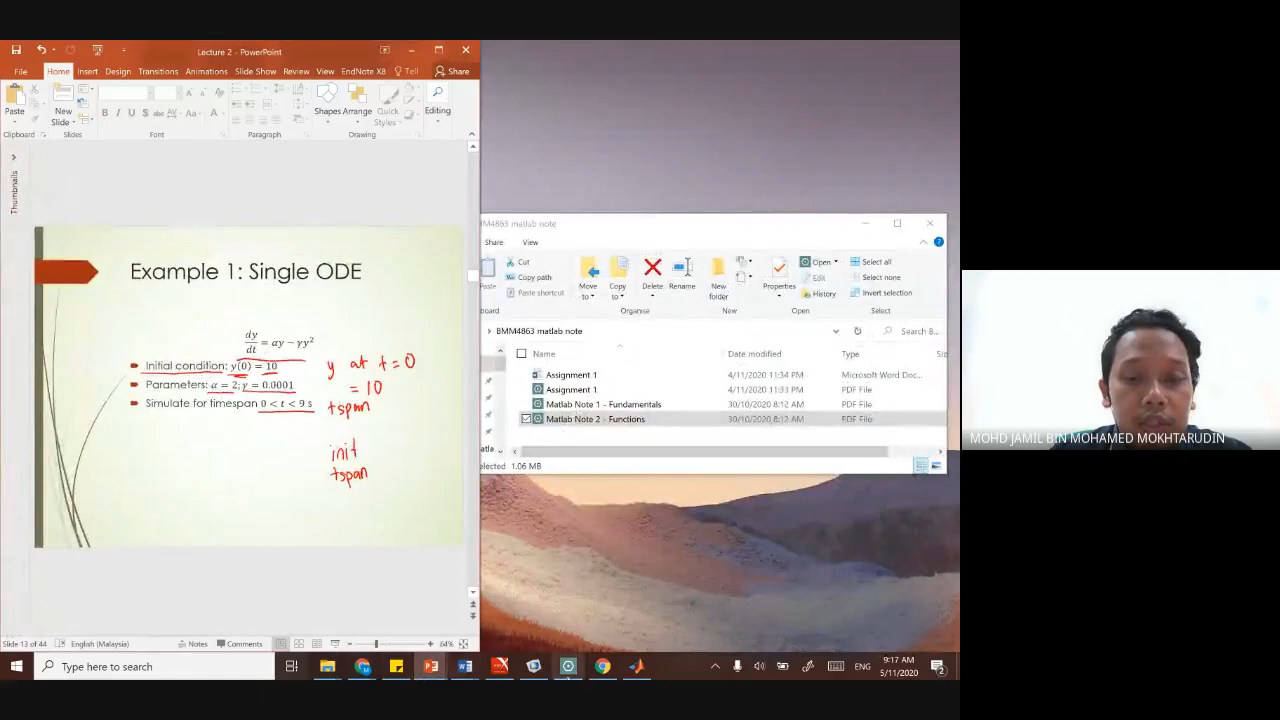 Lecture 2 - PowerPoint
File Home Insert Design Transitions Animations Slide Show Review View EndNote X8 Tell Share
Paste
New Slide
Shapes Arrange Quick Styles
Editing
Clipboard Slides Font Paragraph Drawing
Thumbnails
Example 1: Single ODE
dy/dt = αy − γy²
Initial condition: y(0) = 10
Parameters: α = 2; γ = 0.0001
Simulate for timespan 0 < t < 9 s
y at t = 0
= 10
tspan
init
tspan
Slide 13 of 44 English (Malaysia) Notes Comments 64%
BMM4863 matlab note
Share View
Paste
Cut
Copy path
Paste shortcut
Move to
Copy to
Delete
Rename
New folder
Properties
Open
Edit
History
Select all
Select none
Invert selection
Organise New Open Select
BMM4863 matlab note Search B...
Name Date modified Type
Assignment 1 4/11/2020 11:34 PM Microsoft Word Doc...
Assignment 1 4/11/2020 11:33 PM PDF File
Matlab Note 1 - Fundamentals 30/10/2020 8:12 AM PDF File
Matlab Note 2 - Functions 30/10/2020 8:12 AM PDF File
selected 1.06 MB
MOHD JAMIL BIN MOHAMED MOKHTARUDIN
Type here to search
ENG
9:17 AM
5/11/2020
2